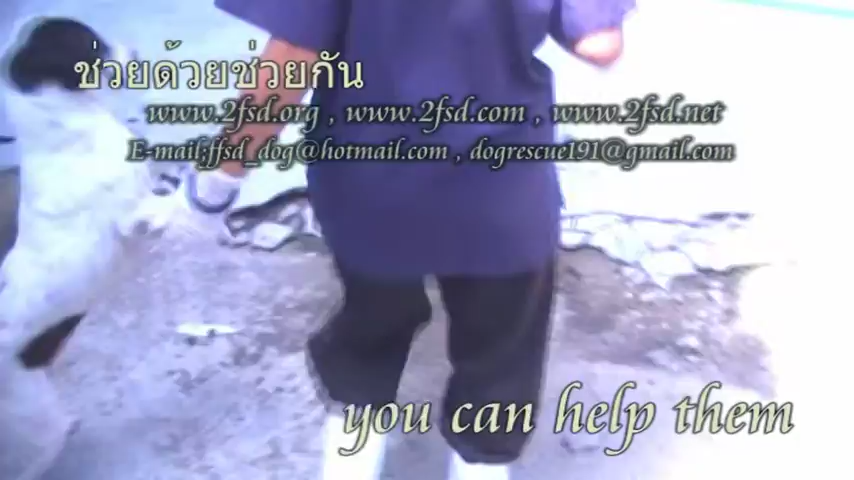 ช่วยด้วยช่วยกัน
www.2fsd.org , www.2fsd.com , www.2fsd.net
E-mail;ffsd_dog@hotmail.com , dogrescue191@gmail.com
you can help them